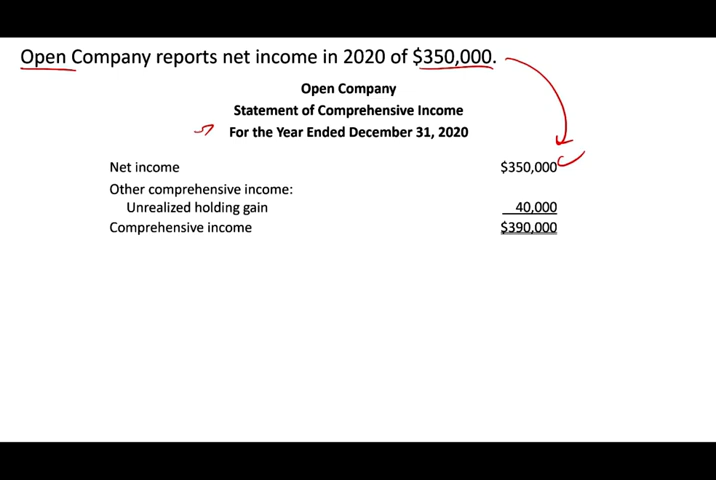 Open Company reports net income in 2020 of $350,000.
Open Company
Statement of Comprehensive Income
For the Year Ended December 31, 2020
Net income $350,000
Other comprehensive income:
Unrealized holding gain 40,000
Comprehensive income $390,000